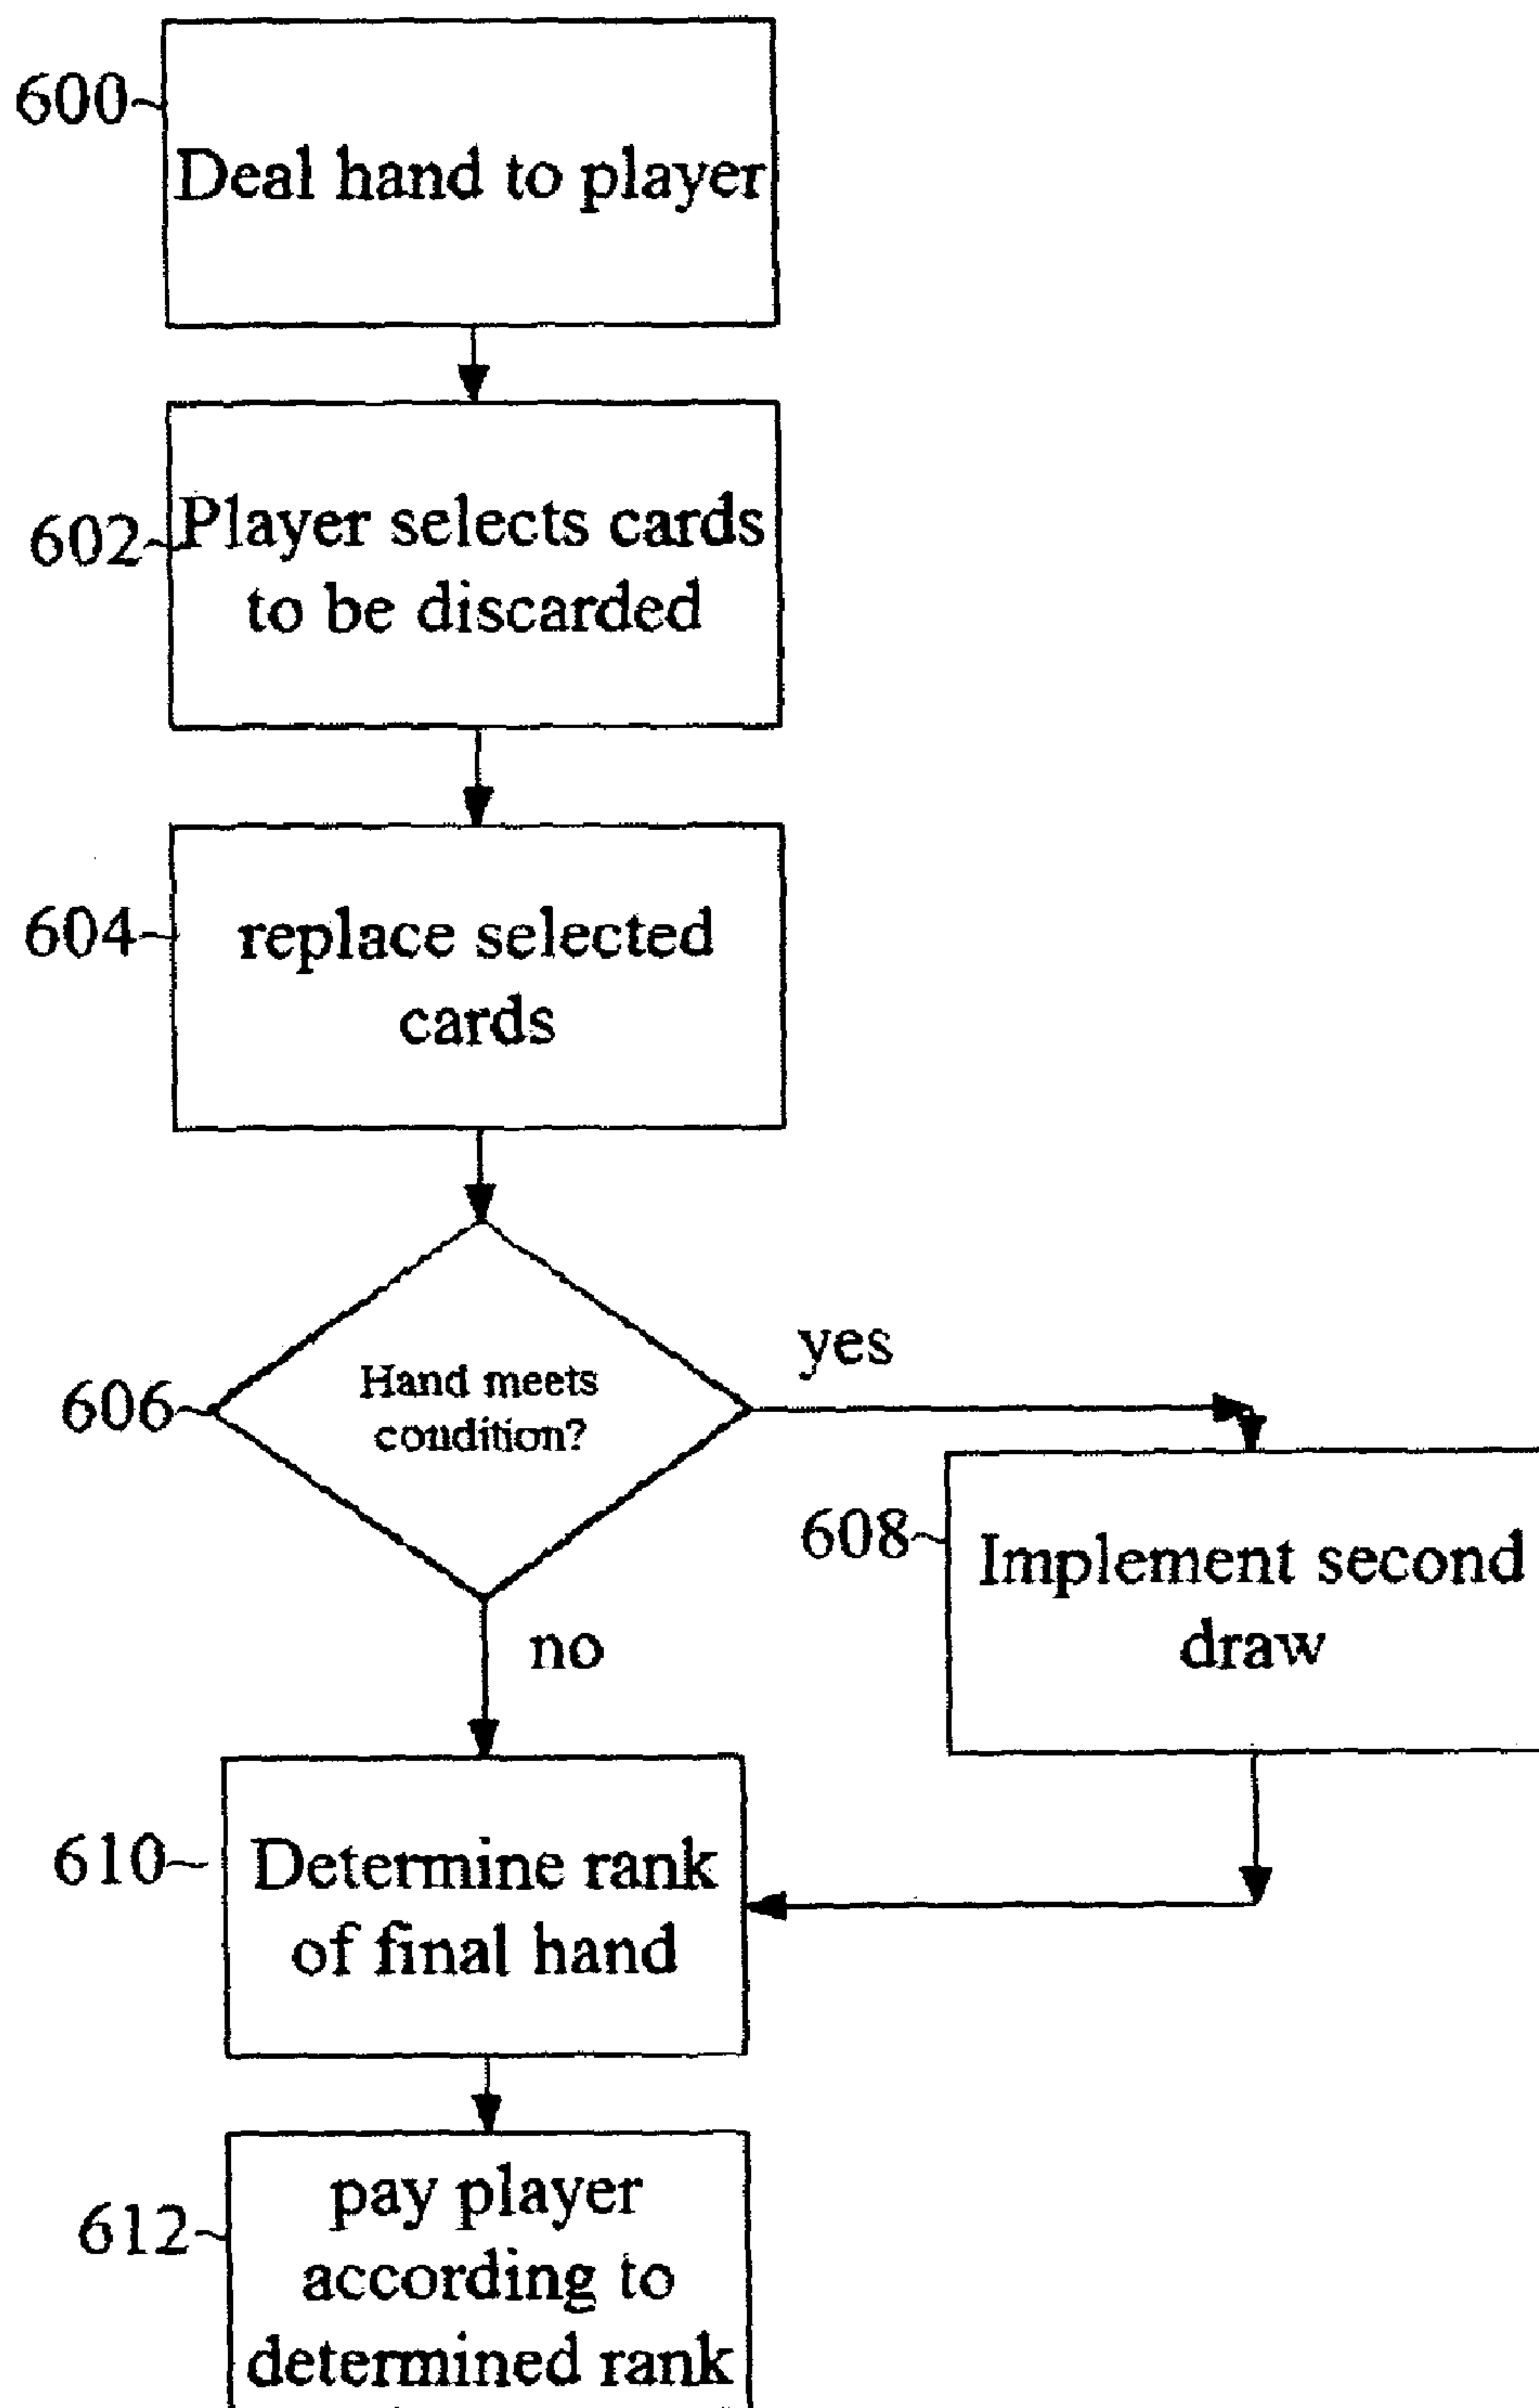 600
Deal hand to player
602
Player selects cards
to be discarded
604
replace selected
cards
606
Hand meets
condition?
yes
608
Implement second
draw
no
610
Determine rank
of final hand
612
pay player
according to
determined rank